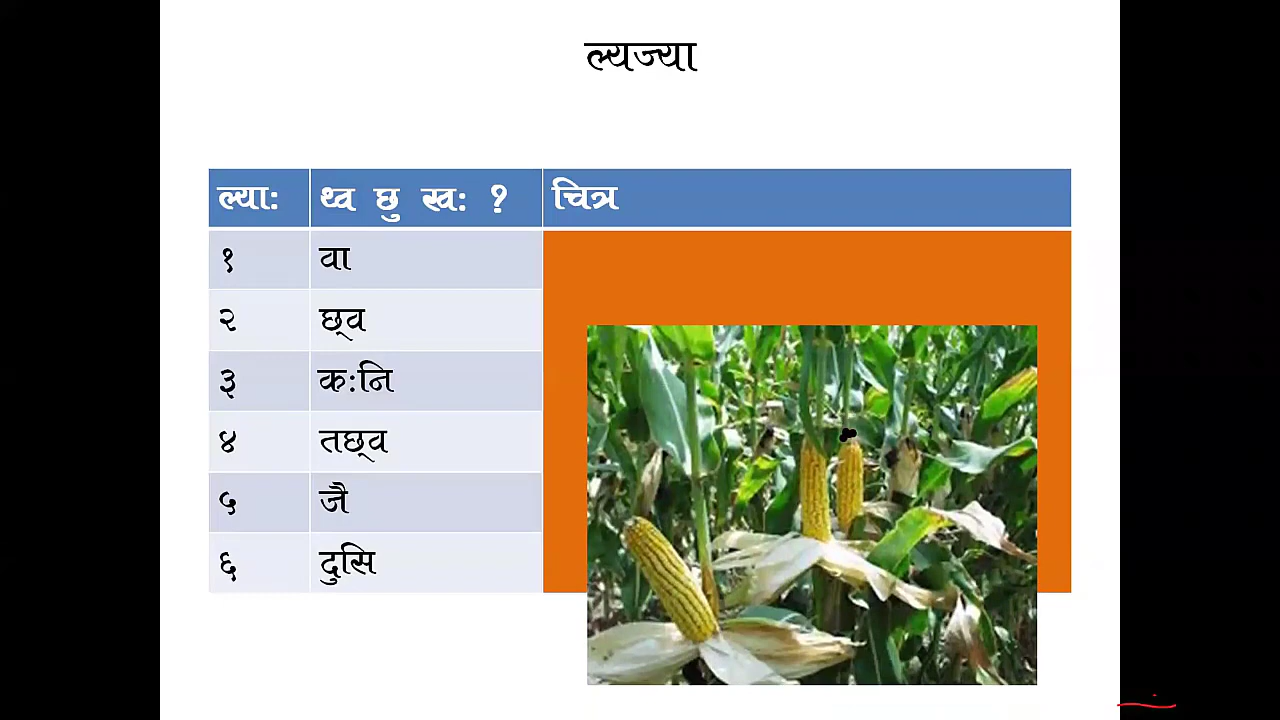 ल्यज्या
ल्याः थ्व छु खः ? चित्र
१ वा
२ छ्‌व
३ कःनि
४ तछ्‌व
५ जै
६ दुसि